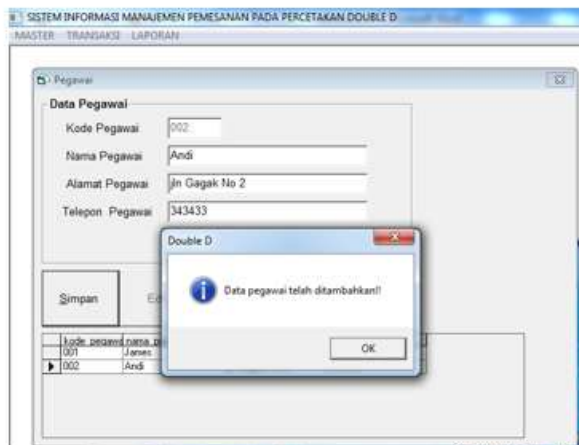 SISTEM INFORMASI MANAJEMEN PEMESANAN PADA PERCETAKAN DOUBLE D
MASTER TRANSAKSI LAPORAN
Pegawai
Data Pegawai
Kode Pegawai 002
Nama Pegawai Andi
Alamat Pegawai jln Gagak No 2
Telepon Pegawai 343433
Double D
Data pegawai telah ditambahkan!!
OK
Simpan
kode_pegawa nama_p
001 James
002 Andi